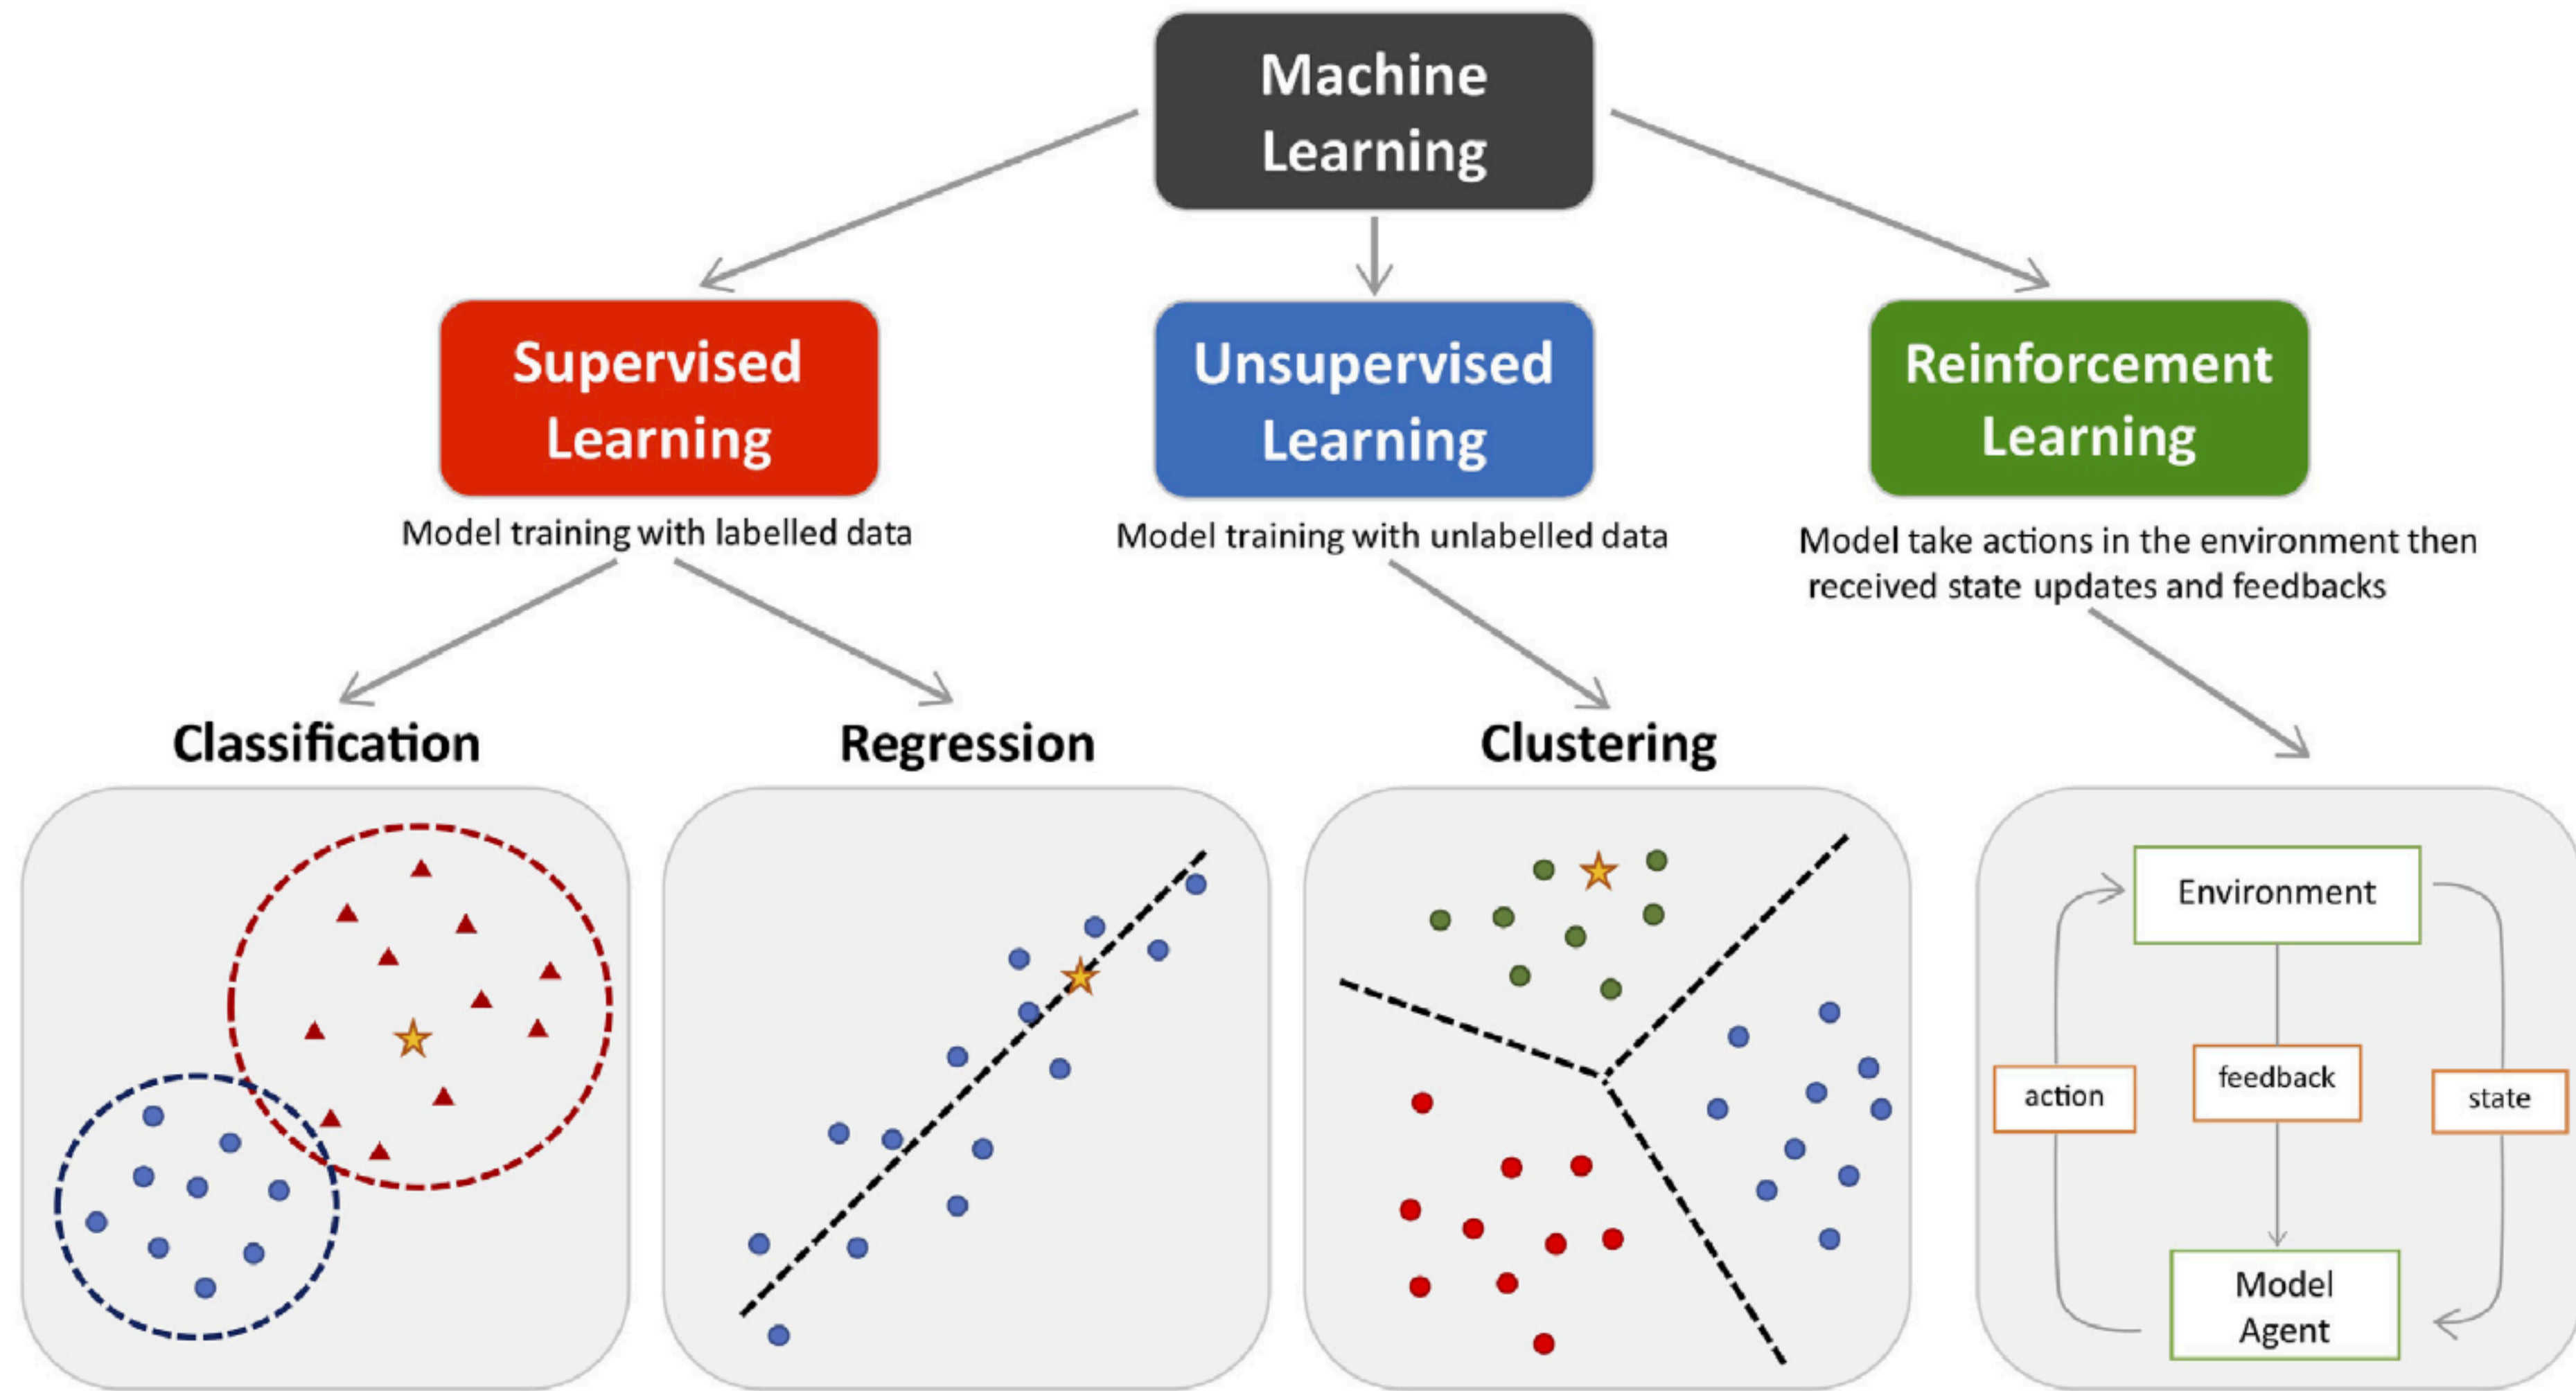 Machine
Learning
Supervised
Learning
Unsupervised
Learning
Reinforcement
Learning
Model training with labelled data
Model training with unlabelled data
Model take actions in the environment then
received state updates and feedbacks
Classification
Regression
Clustering
Environment
action
feedback
state
Model
Agent